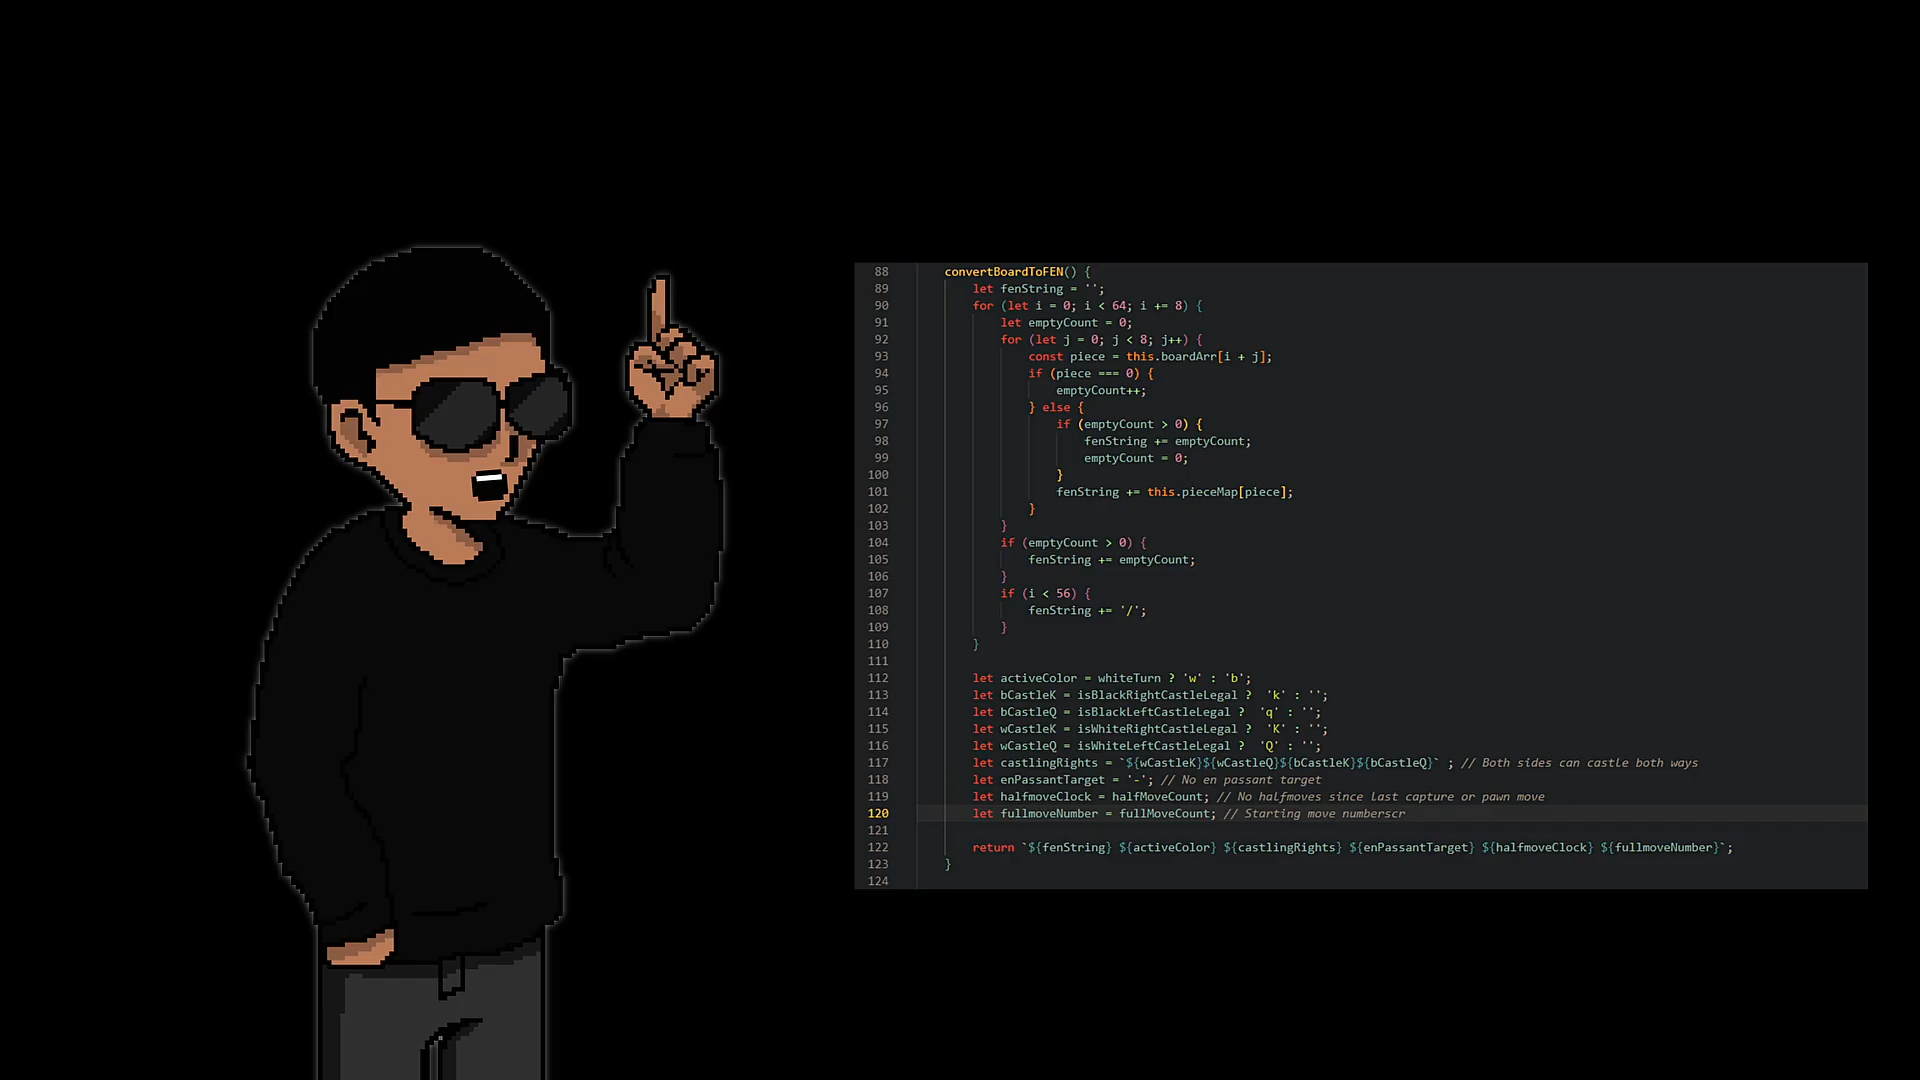 88 convertBoardToFEN() {
89 let fenString = '';
90 for (let i = 0; i < 64; i += 8) {
91 let emptyCount = 0;
92 for (let j = 0; j < 8; j++) {
93 const piece = this.boardArr[i + j];
94 if (piece === 0) {
95 emptyCount++;
96 } else {
97 if (emptyCount > 0) {
98 fenString += emptyCount;
99 emptyCount = 0;
100 }
101 fenString += this.pieceMap[piece];
102 }
103 }
104 if (emptyCount > 0) {
105 fenString += emptyCount;
106 }
107 if (i < 56) {
108 fenString += '/';
109 }
110 }
111
112 let activeColor = whiteTurn ? 'w' : 'b';
113 let bCastleK = isBlackRightCastleLegal ?  'k' : '';
114 let bCastleQ = isBlackLeftCastleLegal ?  'q' : '';
115 let wCastleK = isWhiteRightCastleLegal ?  'K' : '';
116 let wCastleQ = isWhiteLeftCastleLegal ?  'Q' : '';
117 let castlingRights = `${wCastleK}${wCastleQ}${bCastleK}${bCastleQ}` ; // Both sides can castle both ways
118 let enPassantTarget = '-'; // No en passant target
119 let halfmoveClock = halfMoveCount; // No halfmoves since last capture or pawn move
120 let fullmoveNumber = fullMoveCount; // Starting move numberscr
121
122 return `${fenString} ${activeColor} ${castlingRights} ${enPassantTarget} ${halfmoveClock} ${fullmoveNumber}`;
123 }
124